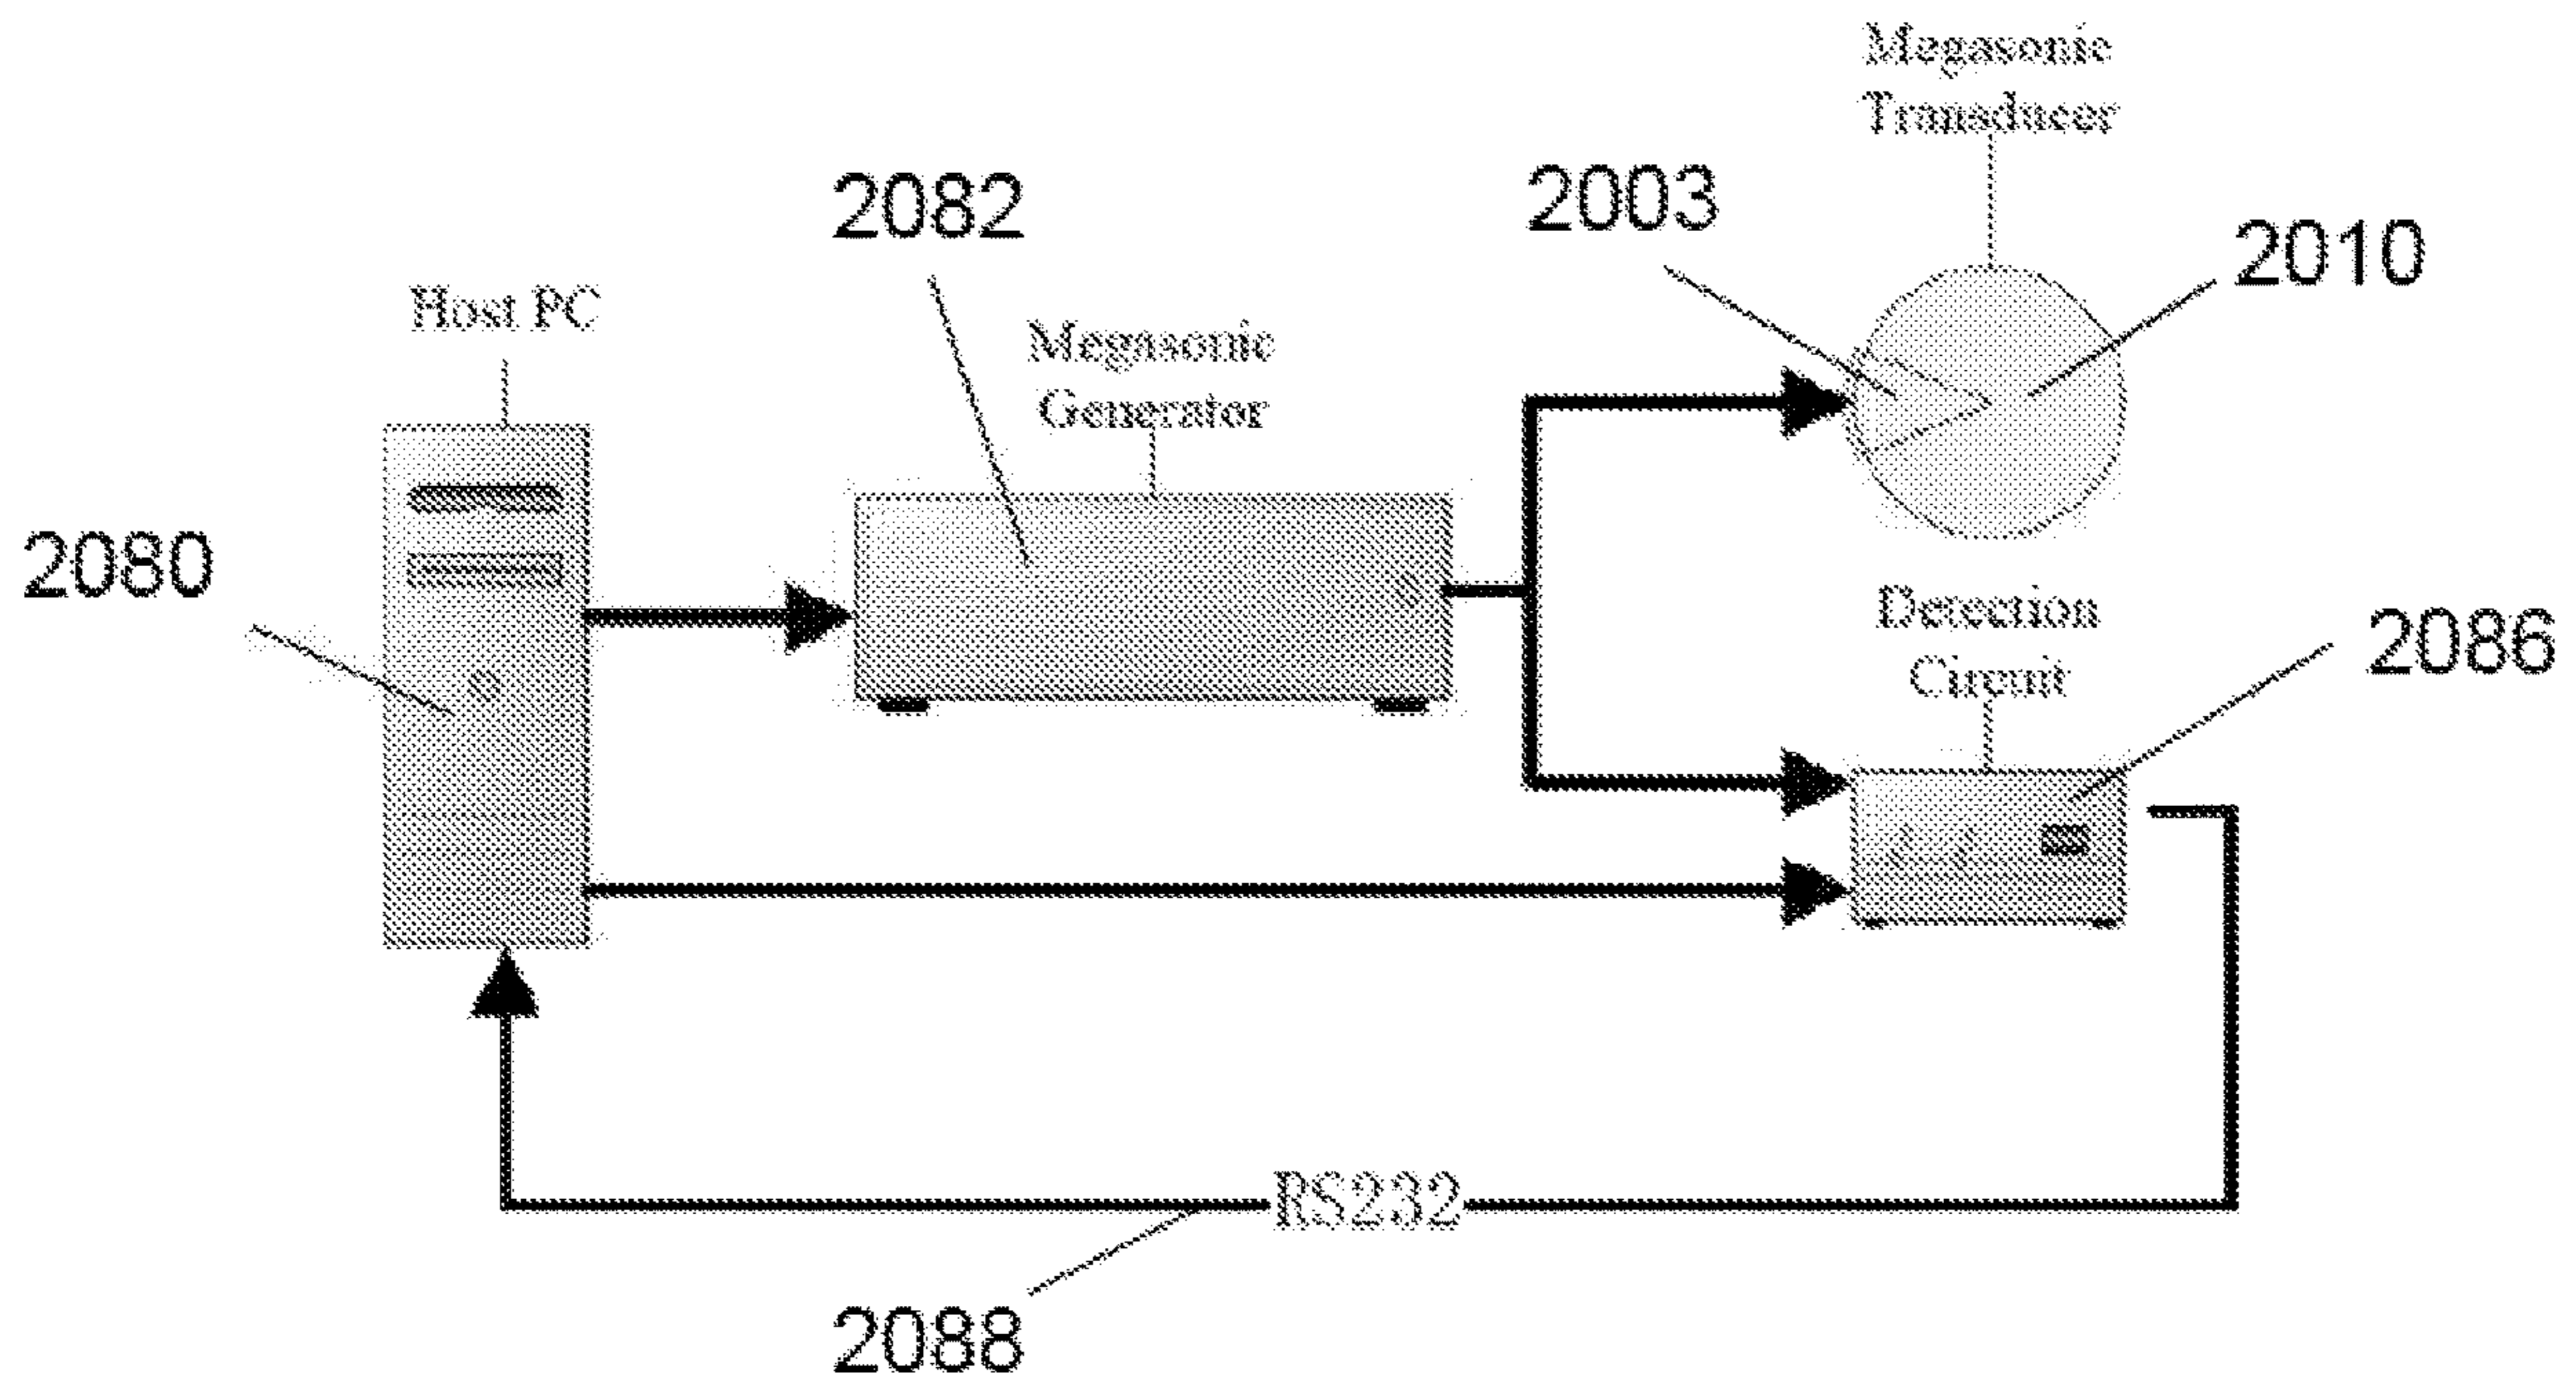 Megasonic
Transducer
2003
2082
2010
Host PC
Megasonic
Generator
2080
Detection
Circuit
2086
RS232
2088